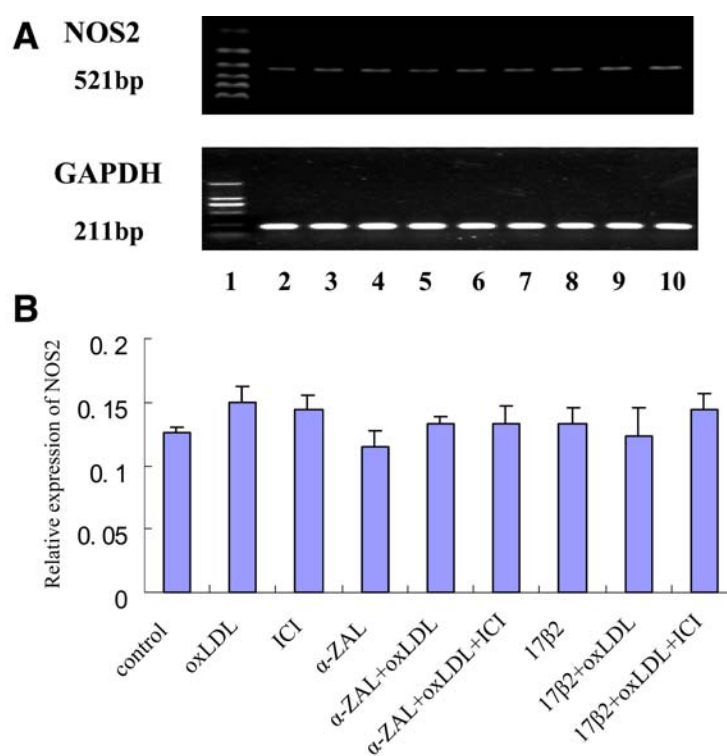 A NOS2
521bp
GAPDH
211bp
1 2 3 4 5 6 7 8 9 10
B
Relative expression of NOS2
0.2
0.15
0.1
0.05
0
control
oxLDL
ICI
α-ZAL
α-ZAL+oxLDL
α-ZAL+oxLDL+ICI
17β2
17β2+oxLDL
17β2+oxLDL+ICI